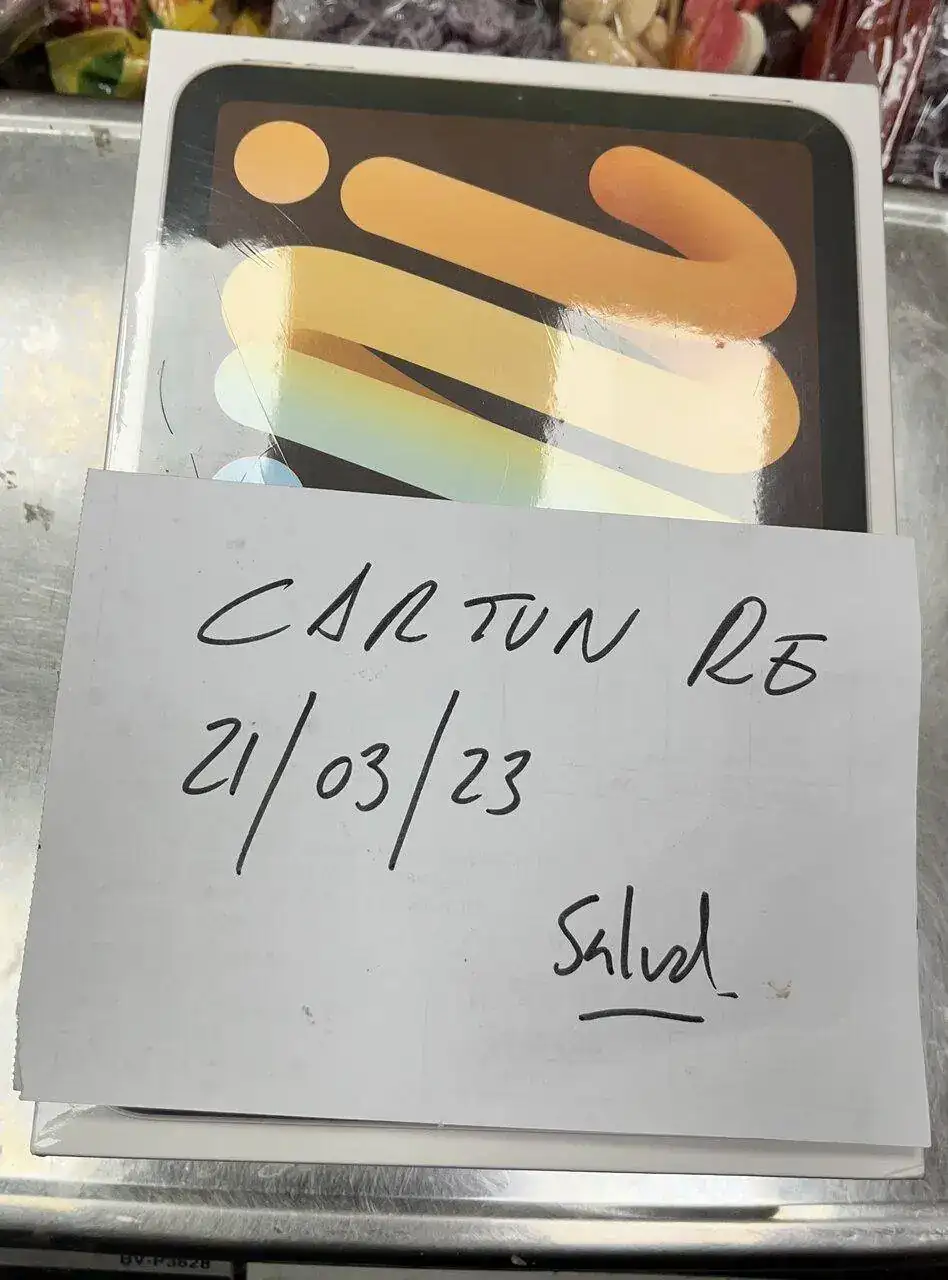 CARTUN RE
21/03/23
Salud